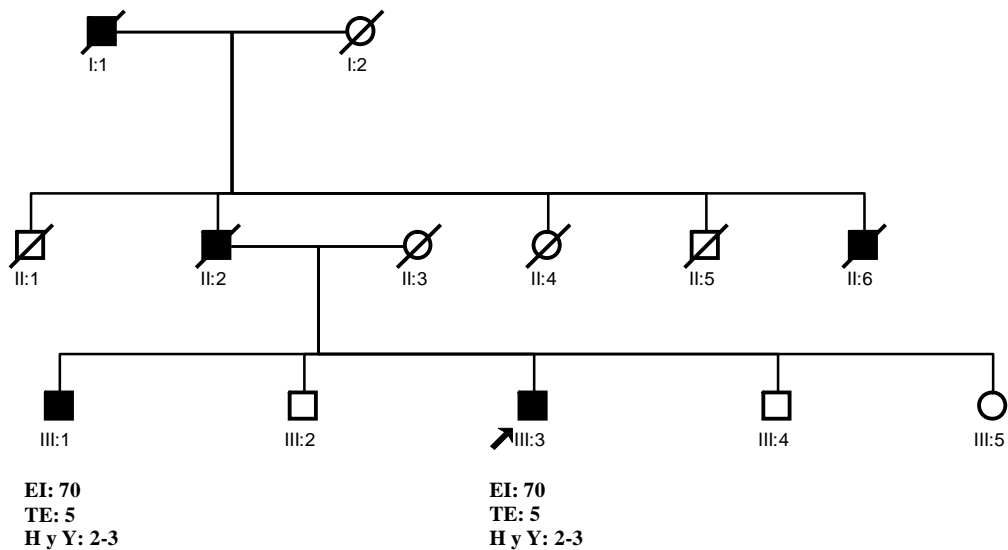 I:1
I:2
II:1
II:2
II:3
II:4
II:5
II:6
III:1
III:2
III:3
III:4
III:5
EI: 70
TE: 5
H y Y: 2-3
EI: 70
TE: 5
H y Y: 2-3